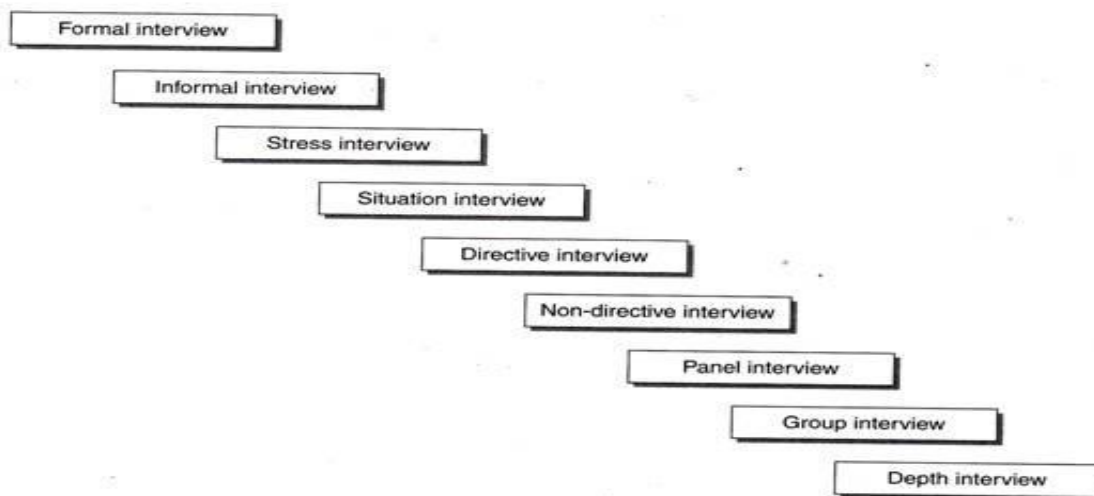 Formal interview
Informal interview
Stress interview
Situation interview
Directive interview
Non-directive interview
Panel interview
Group interview
Depth interview